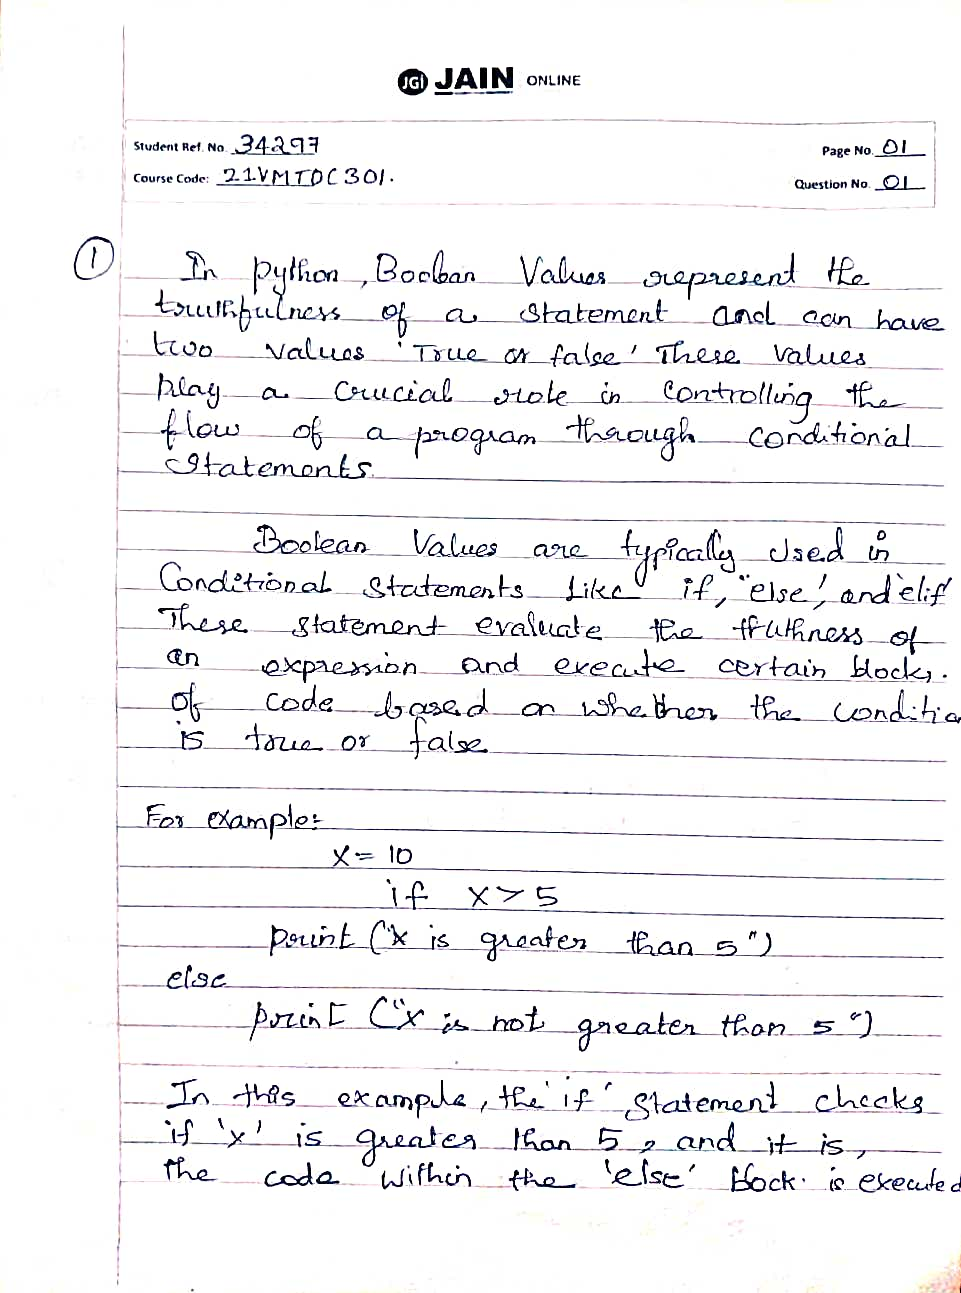 JGI JAIN ONLINE
Student Ref. No. 34297
Page No. 01
Course Code: 21VMTDC301.
Question No. 01
1 In python, Boolean Values represent the
truthfulness of a statement and can have
two values 'True or false' These values
play a crucial role in controlling the
flow of a program through conditional
statements
Boolean Values are typically Used in
Conditional statements like if, "else', and 'elif
These statement evaluate the truthness of
an expression and execute certain blocks.
of code based on whether the conditio
is true or false
For example:
x = 10
if x > 5
print ("x is greater than 5")
else
print ("x is not greater than 5")
In this example, the 'if' statement checks
if 'x' is greater than 5, and it is,
the code within the 'else' block. is executed